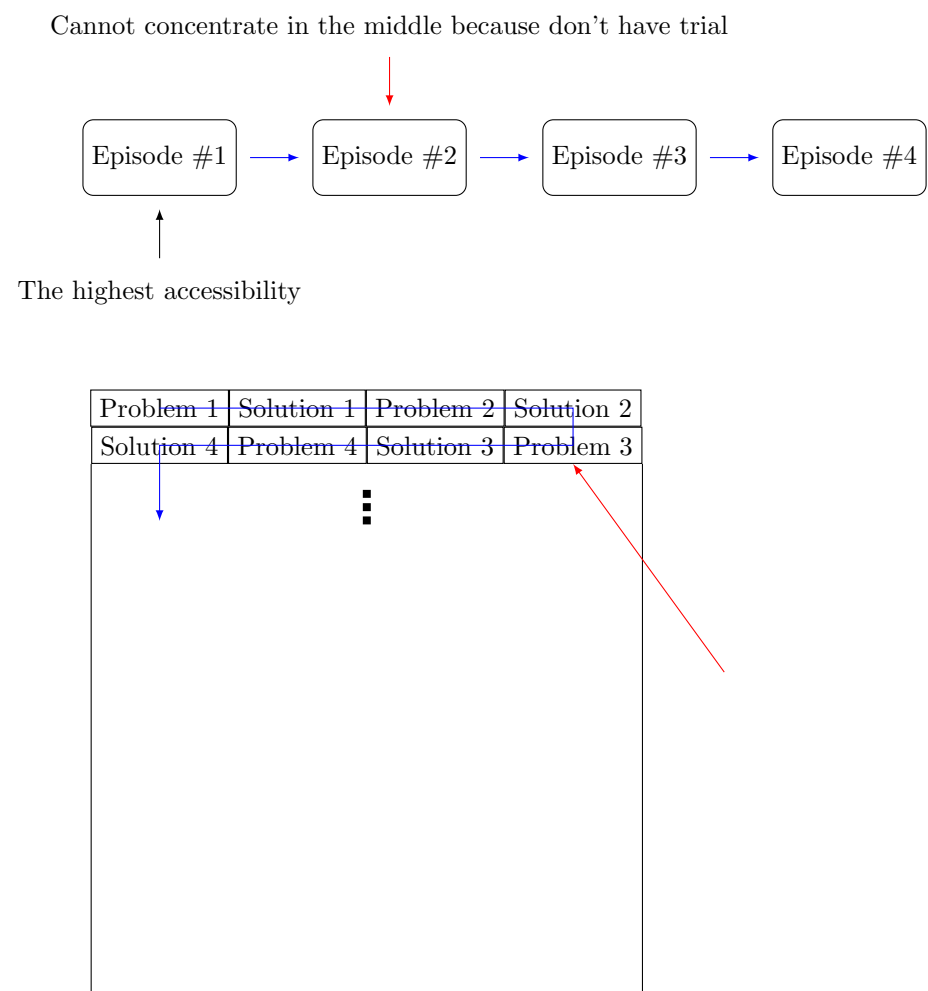 Cannot concentrate in the middle because don't have trial
Episode #1 Episode #2 Episode #3 Episode #4
The highest accessibility
Problem 1 Solution 1 Problem 2 Solution 2
Solution 4 Problem 4 Solution 3 Problem 3